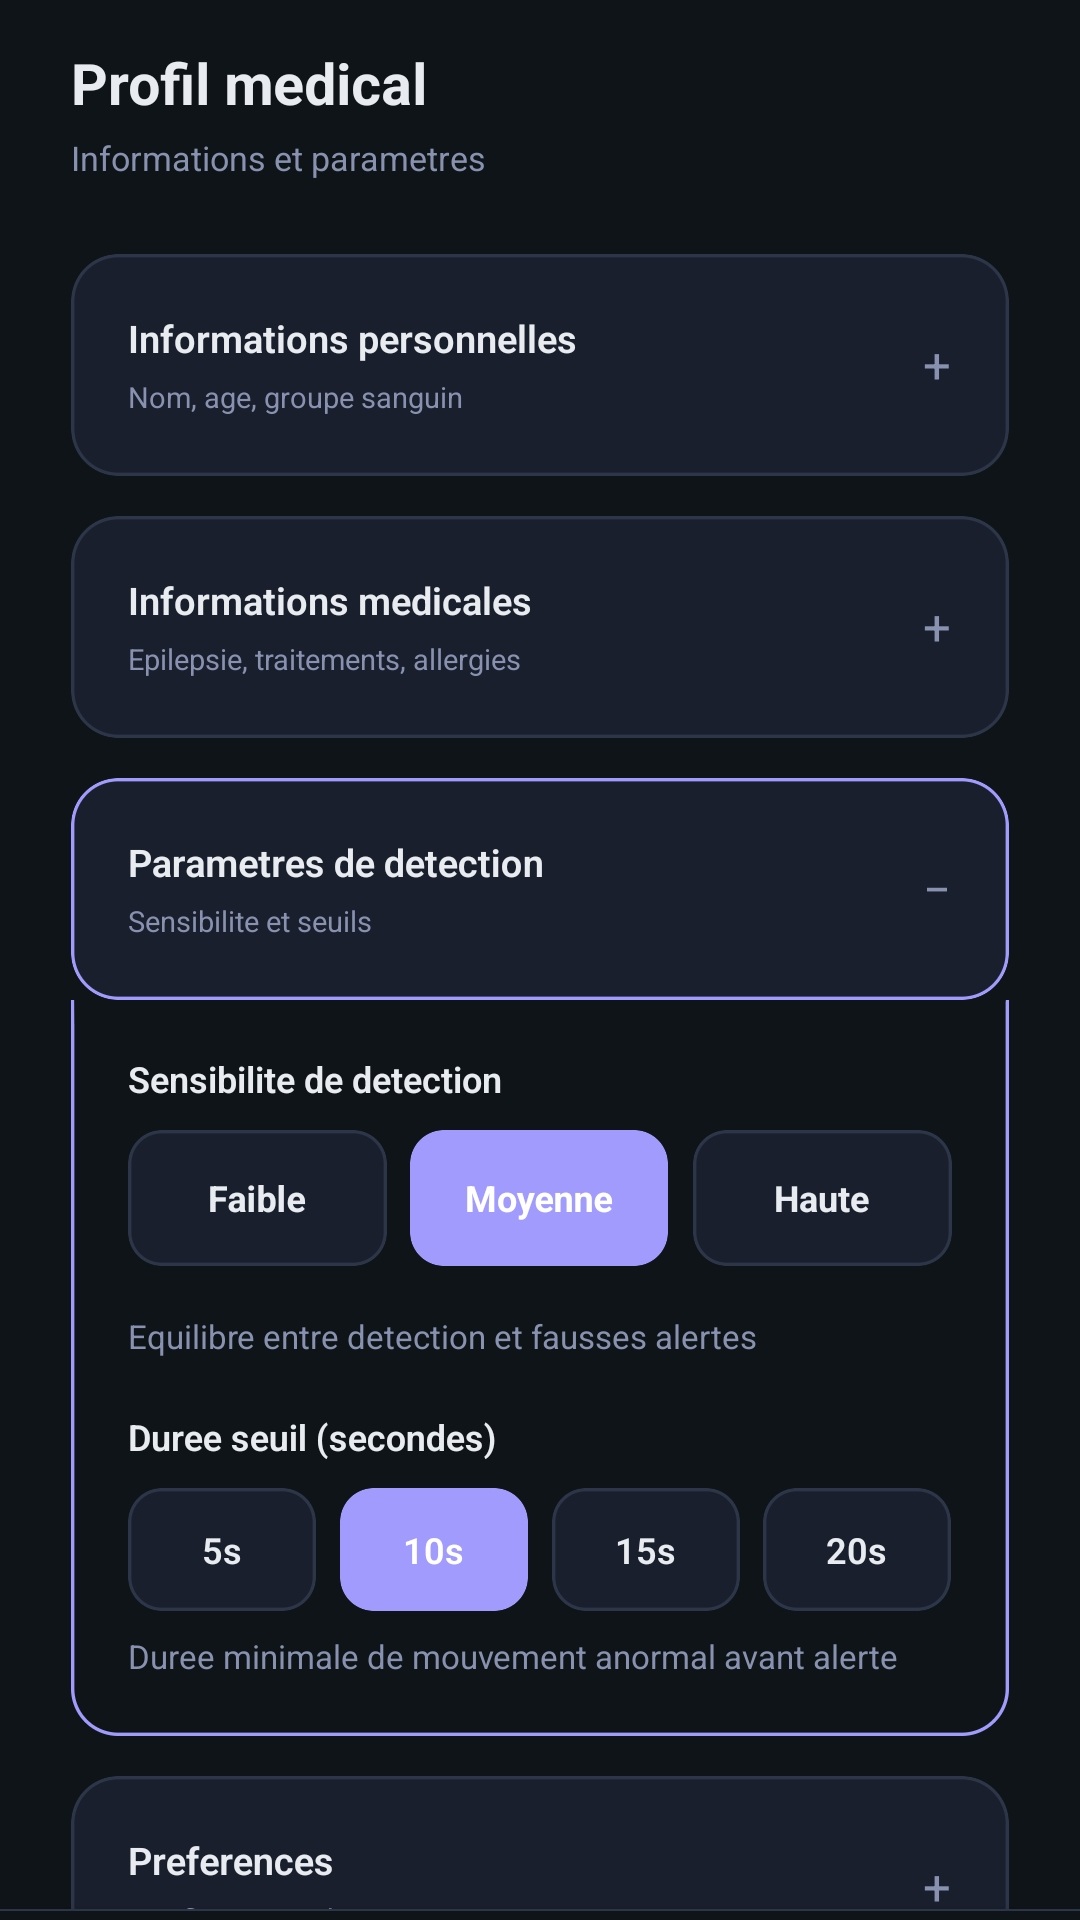 Profil medical
Informations et parametres
Informations personnelles
Nom, age, groupe sanguin
+
Informations medicales
Epilepsie, traitements, allergies
+
Parametres de detection
Sensibilite et seuils
−
Sensibilite de detection
Faible
Moyenne
Haute
Equilibre entre detection et fausses alertes
Duree seuil (secondes)
5s
10s
15s
20s
Duree minimale de mouvement anormal avant alerte
Preferences
+